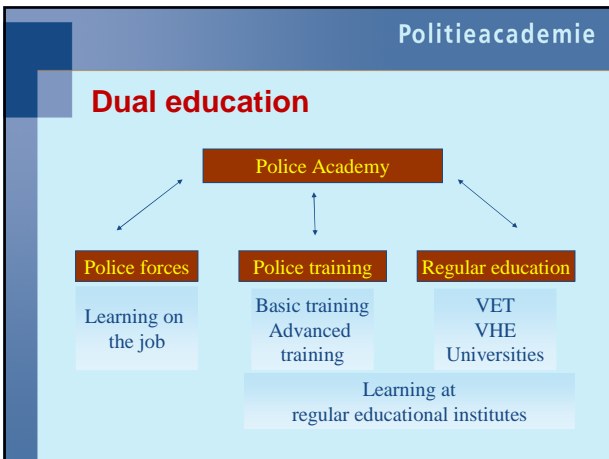 Politieacademie
Dual education
Police Academy
Police forces
Police training
Regular education
Learning on
the job
Basic training
Advanced
training
VET
VHE
Universities
Learning at
regular educational institutes